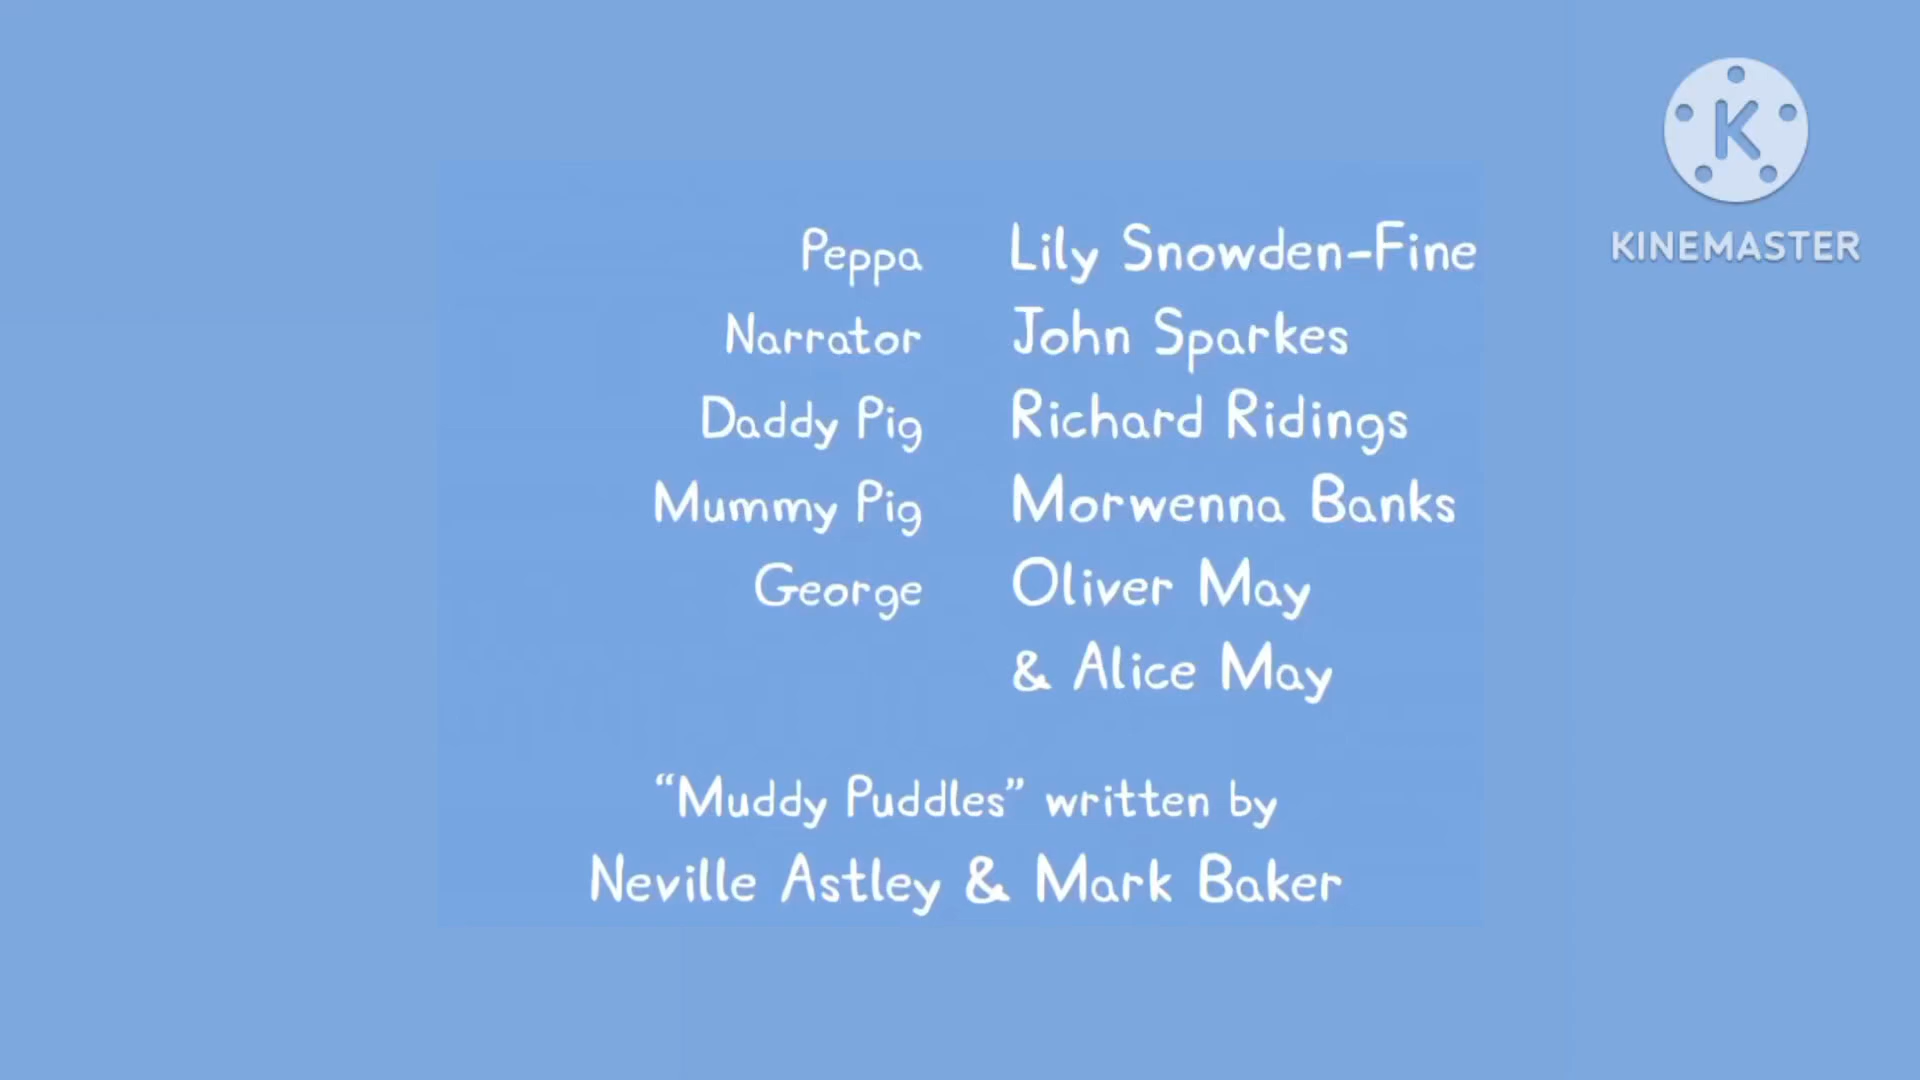 Peppa Lily Snowden-Fine
Narrator John Sparkes
Daddy Pig Richard Ridings
Mummy Pig Morwenna Banks
George Oliver May
& Alice May
“Muddy Puddles” written by
Neville Astley & Mark Baker
K
KINEMASTER